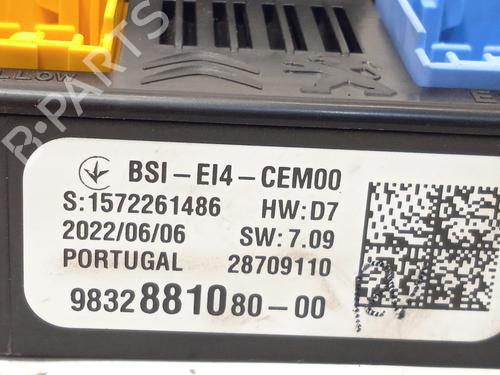 LLOW
BSI-EI4-CEM00
S:1572261486 HW:D7
2022/06/06 SW:7.09
PORTUGAL 28709110
9832881080-00
R-PARTS